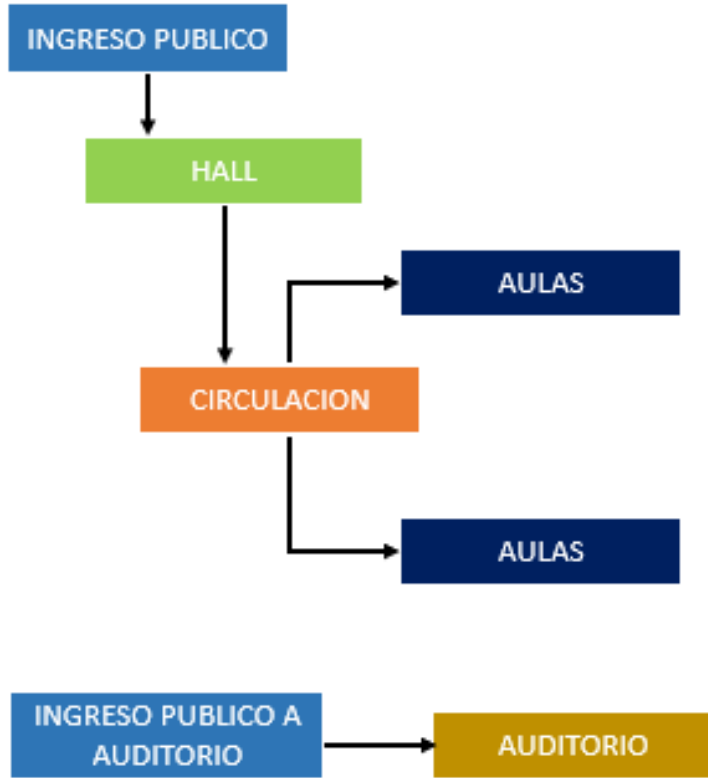 INGRESO PUBLICO
HALL
AULAS
CIRCULACION
AULAS
INGRESO PUBLICO A
AUDITORIO
AUDITORIO